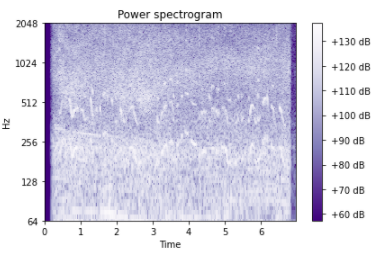 Power spectrogram
2048
1024
512
256
128
64
Hz
0 1 2 3 4 5 6
Time
+130 dB
+120 dB
+110 dB
+100 dB
+90 dB
+80 dB
+70 dB
+60 dB